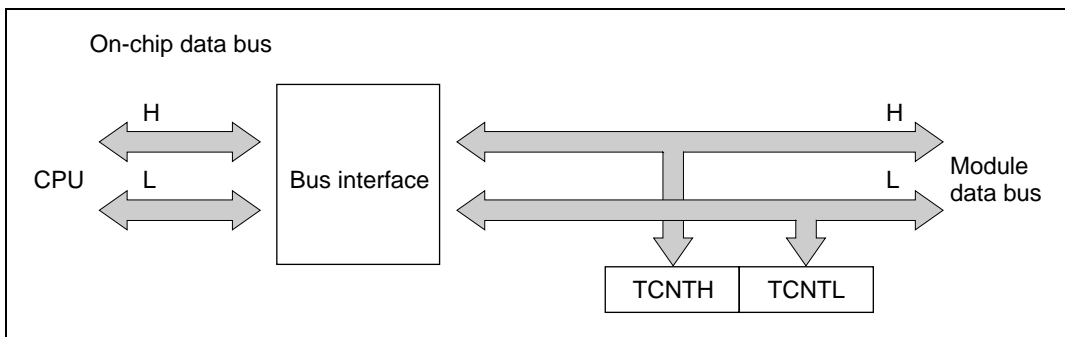 On-chip data bus
H
H
CPU
L
Bus interface
L
Module
data bus
TCNTH
TCNTL